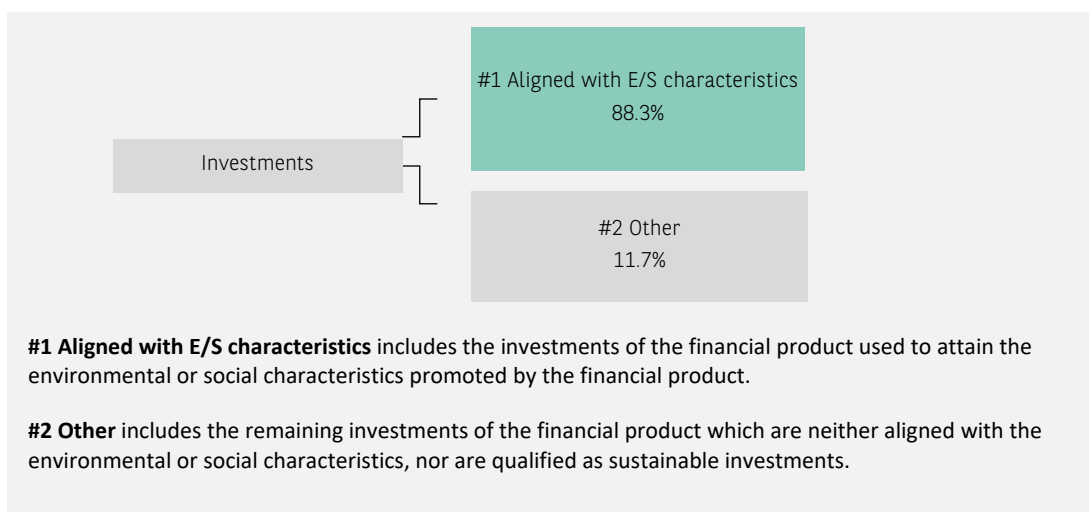 #1 Aligned with E/S characteristics
88.3%
Investments
#2 Other
11.7%
#1 Aligned with E/S characteristics includes the investments of the financial product used to attain the
environmental or social characteristics promoted by the financial product.
#2 Other includes the remaining investments of the financial product which are neither aligned with the
environmental or social characteristics, nor are qualified as sustainable investments.